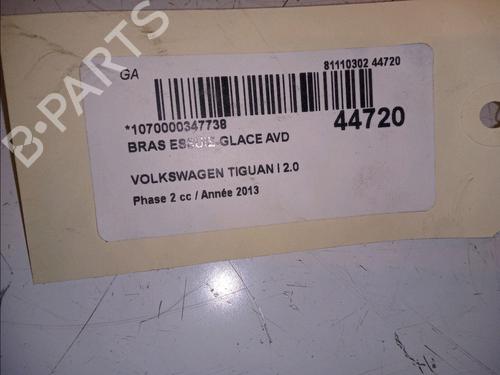 GA
81110302 44720
*1070000347738
44720
BRAS ESSUIE GLACE AVD
VOLKSWAGEN TIGUAN I 2.0
Phase 2 cc / Année 2013
B-PARTS